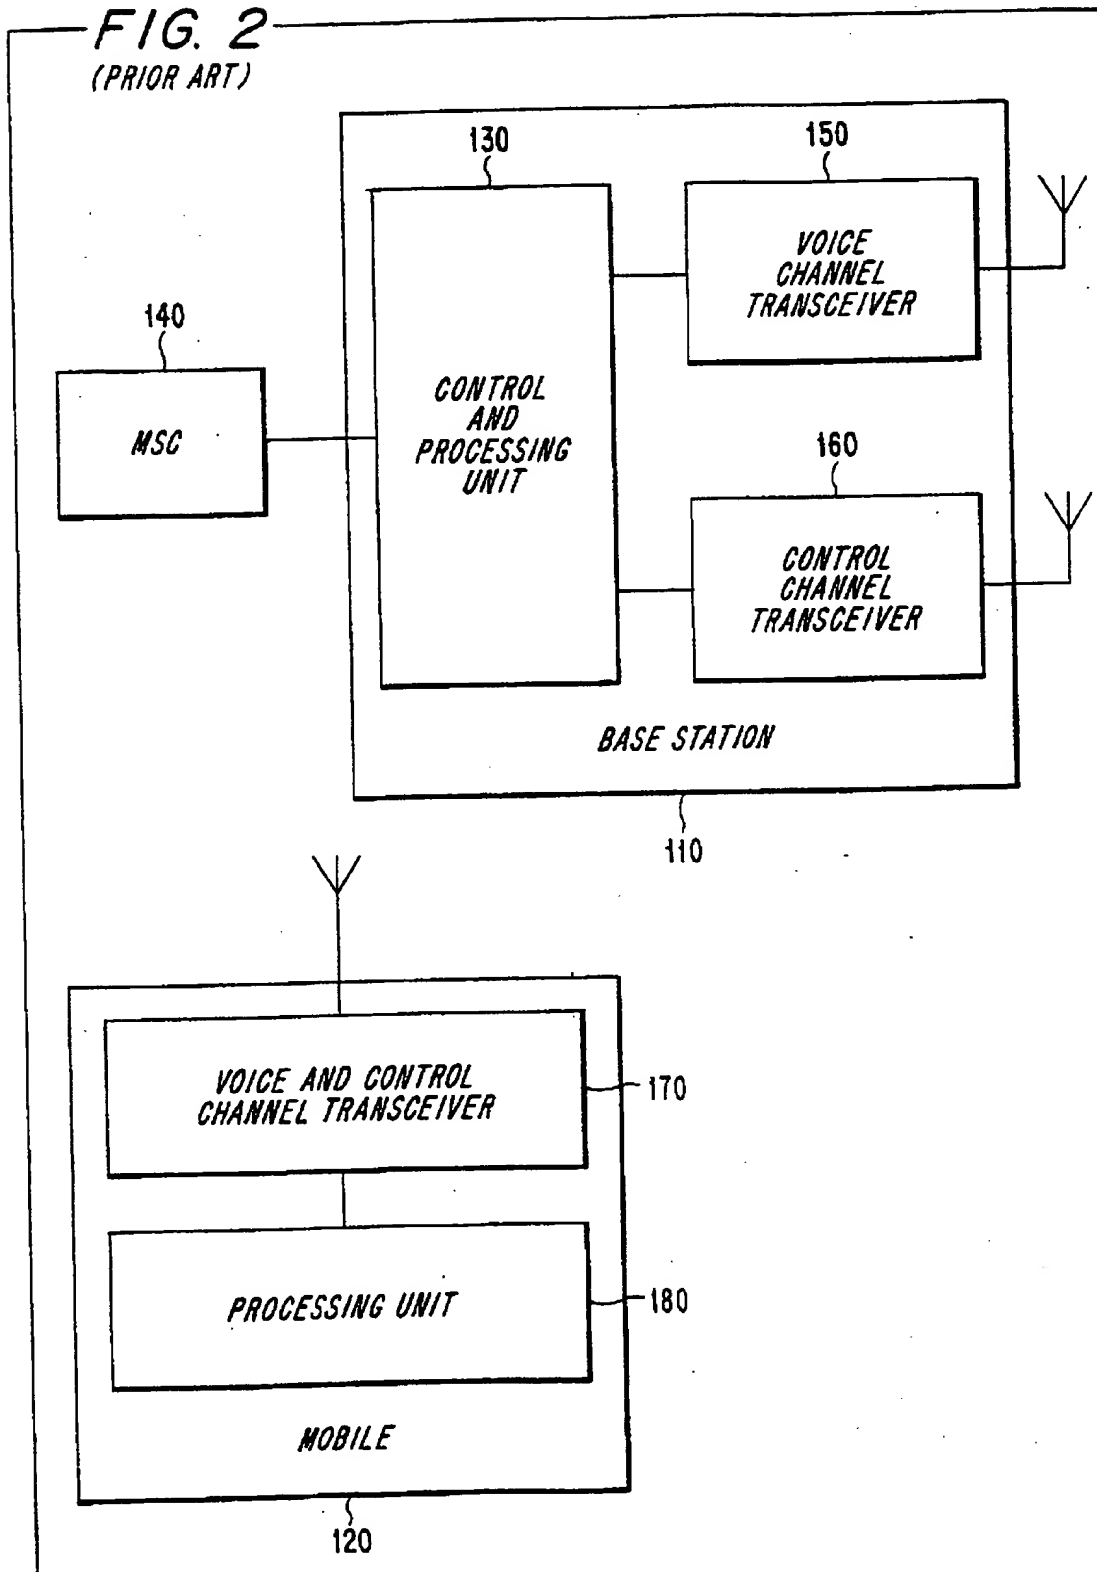 FIG. 2
(PRIOR ART)
130
150
VOICE
CHANNEL
TRANSCEIVER
140
MSC
CONTROL
AND
PROCESSING
UNIT
160
CONTROL
CHANNEL
TRANSCEIVER
BASE STATION
110
VOICE AND CONTROL
CHANNEL TRANSCEIVER
170
PROCESSING UNIT
180
MOBILE
120